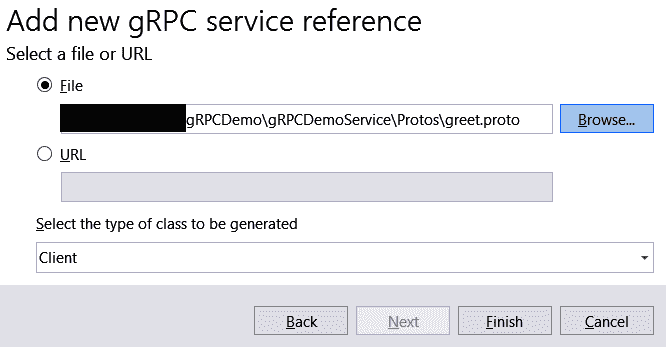 Add new gRPC service reference
Select a file or URL
File
gRPCDemo\gRPCDemoService\Protos\greet.proto
Browse...
URL
Select the type of class to be generated
Client
Back
Next
Finish
Cancel